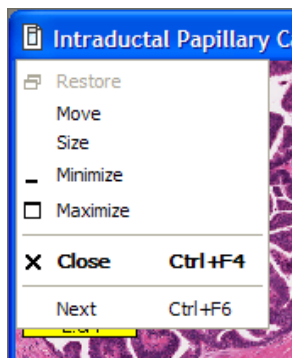 Intraductal Papillary
Restore
Move
Size
Minimize
Maximize
Close Ctrl+F4
Next Ctrl+F6